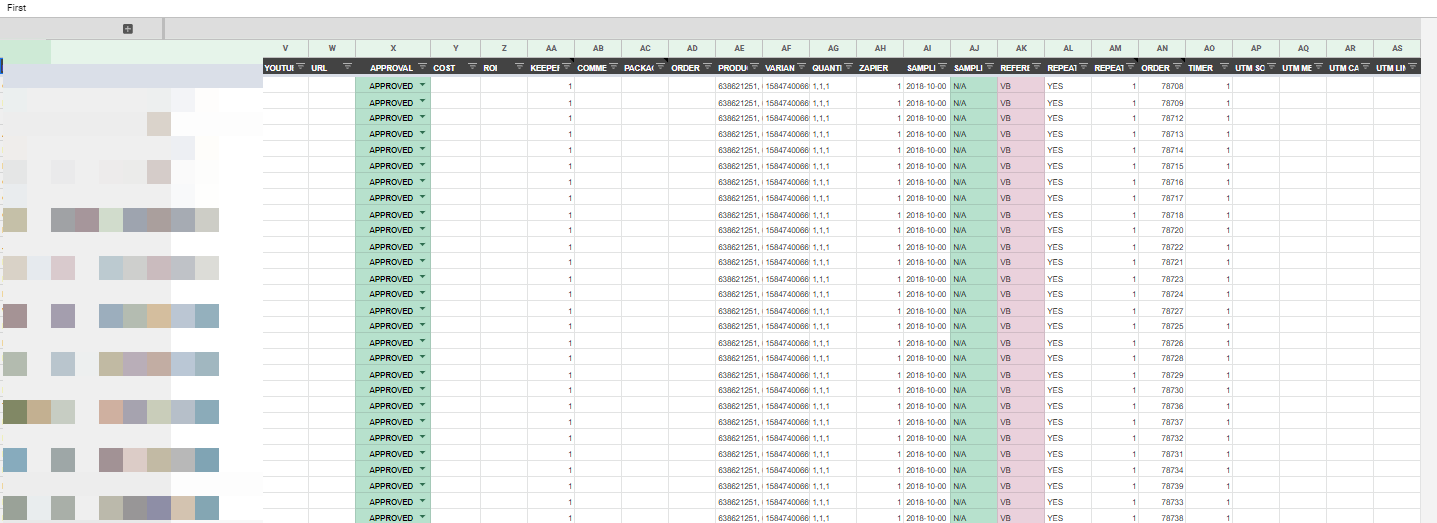 First
V W X Y Z AA AB AC AD AE AF AG AH AI AJ AK AL AM AN AO AP AQ AR AS
YOUTUI URL APPROVAL COST ROI KEEPEF COMME PACKAC ORDER PRODU VARIAN QUANTI ZAPIER SAMPLI SAMPLI REFERE REPEAT REPEAT ORDER TIMER UTM SC UTM ME UTM CA UTM LI
APPROVED 1 638621251, 1584740066 1,1,1 1 2018-10-00 N/A VB YES 1 78708 1
APPROVED 1 638621251, 1584740066 1,1,1 1 2018-10-00 N/A VB YES 1 78709 1
APPROVED 1 638621251, 1584740066 1,1,1 1 2018-10-00 N/A VB YES 1 78712 1
APPROVED 1 638621251, 1584740066 1,1,1 1 2018-10-00 N/A VB YES 1 78713 1
APPROVED 1 638621251, 1584740066 1,1,1 1 2018-10-00 N/A VB YES 1 78714 1
APPROVED 1 638621251, 1584740066 1,1,1 1 2018-10-00 N/A VB YES 1 78715 1
APPROVED 1 638621251, 1584740066 1,1,1 1 2018-10-00 N/A VB YES 1 78716 1
APPROVED 1 638621251, 1584740066 1,1,1 1 2018-10-00 N/A VB YES 1 78717 1
APPROVED 1 638621251, 1584740066 1,1,1 1 2018-10-00 N/A VB YES 1 78718 1
APPROVED 1 638621251, 1584740066 1,1,1 1 2018-10-00 N/A VB YES 1 78720 1
APPROVED 1 638621251, 1584740066 1,1,1 1 2018-10-00 N/A VB YES 1 78722 1
APPROVED 1 638621251, 1584740066 1,1,1 1 2018-10-00 N/A VB YES 1 78721 1
APPROVED 1 638621251, 1584740066 1,1,1 1 2018-10-00 N/A VB YES 1 78723 1
APPROVED 1 638621251, 1584740066 1,1,1 1 2018-10-00 N/A VB YES 1 78724 1
APPROVED 1 638621251, 1584740066 1,1,1 1 2018-10-00 N/A VB YES 1 78727 1
APPROVED 1 638621251, 1584740066 1,1,1 1 2018-10-00 N/A VB YES 1 78725 1
APPROVED 1 638621251, 1584740066 1,1,1 1 2018-10-00 N/A VB YES 1 78726 1
APPROVED 1 638621251, 1584740066 1,1,1 1 2018-10-00 N/A VB YES 1 78728 1
APPROVED 1 638621251, 1584740066 1,1,1 1 2018-10-00 N/A VB YES 1 78729 1
APPROVED 1 638621251, 1584740066 1,1,1 1 2018-10-00 N/A VB YES 1 78730 1
APPROVED 1 638621251, 1584740066 1,1,1 1 2018-10-00 N/A VB YES 1 78736 1
APPROVED 1 638621251, 1584740066 1,1,1 1 2018-10-00 N/A VB YES 1 78737 1
APPROVED 1 638621251, 1584740066 1,1,1 1 2018-10-00 N/A VB YES 1 78732 1
APPROVED 1 638621251, 1584740066 1,1,1 1 2018-10-00 N/A VB YES 1 78731 1
APPROVED 1 638621251, 1584740066 1,1,1 1 2018-10-00 N/A VB YES 1 78734 1
APPROVED 1 638621251, 1584740066 1,1,1 1 2018-10-00 N/A VB YES 1 78739 1
APPROVED 1 638621251, 1584740066 1,1,1 1 2018-10-00 N/A VB YES 1 78733 1
APPROVED 1 638621251, 1584740066 1,1,1 1 2018-10-00 N/A VB YES 1 78738 1